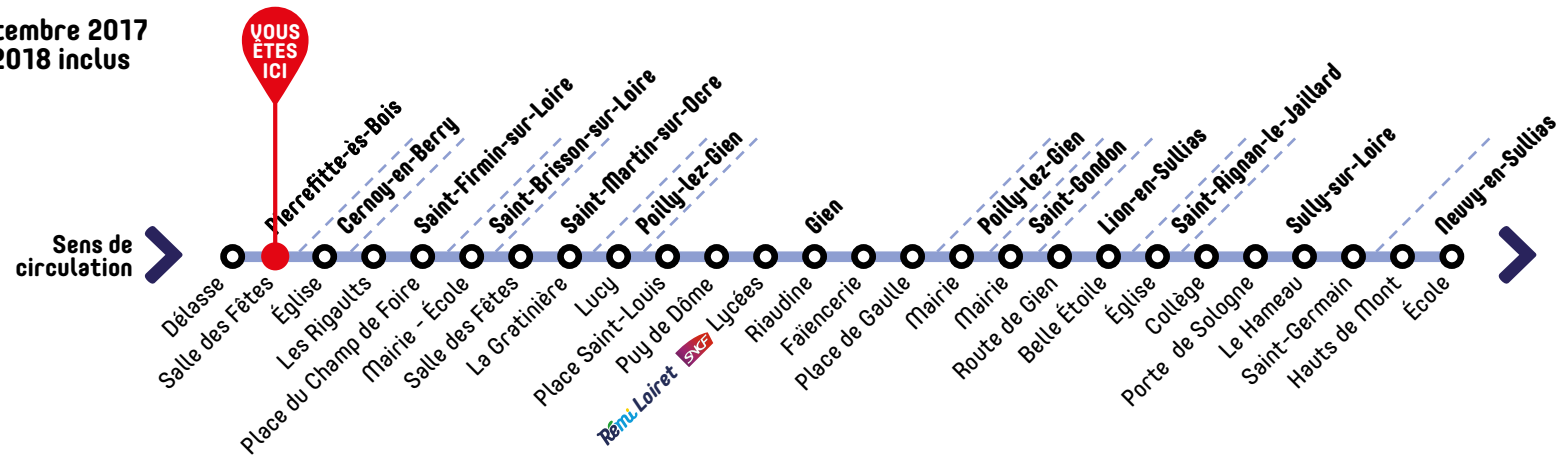 tembre 2017
2018 inclus
VOUS
ÊTES
ICI
Pierrefitte-ès-Bois
Cernoy-en-Berry
Saint-Firmin-sur-Loire
Saint-Brisson-sur-Loire
Saint-Martin-sur-Ocre
Poilly-lez-Gien
Gien
Poilly-lez-Gien
Saint-Gondon
Lion-en-Sullias
Saint-Aignan-le-Jaillard
Sully-sur-Loire
Neuvy-en-Sullias
Sens de
circulation
Délasse
Salle des Fêtes
Église
Les Rigaults
Place du Champ de Foire
Mairie - École
Salle des Fêtes
La Gratinière
Lucy
Place Saint-Louis
Puy de Dôme
Rémi Loiret SNCF Lycées
Riaudine
Faïencerie
Place de Gaulle
Mairie
Mairie
Route de Gien
Belle Étoile
Église
Collège
Porte de Sologne
Le Hameau
Saint-Germain
Hauts de Mont
École